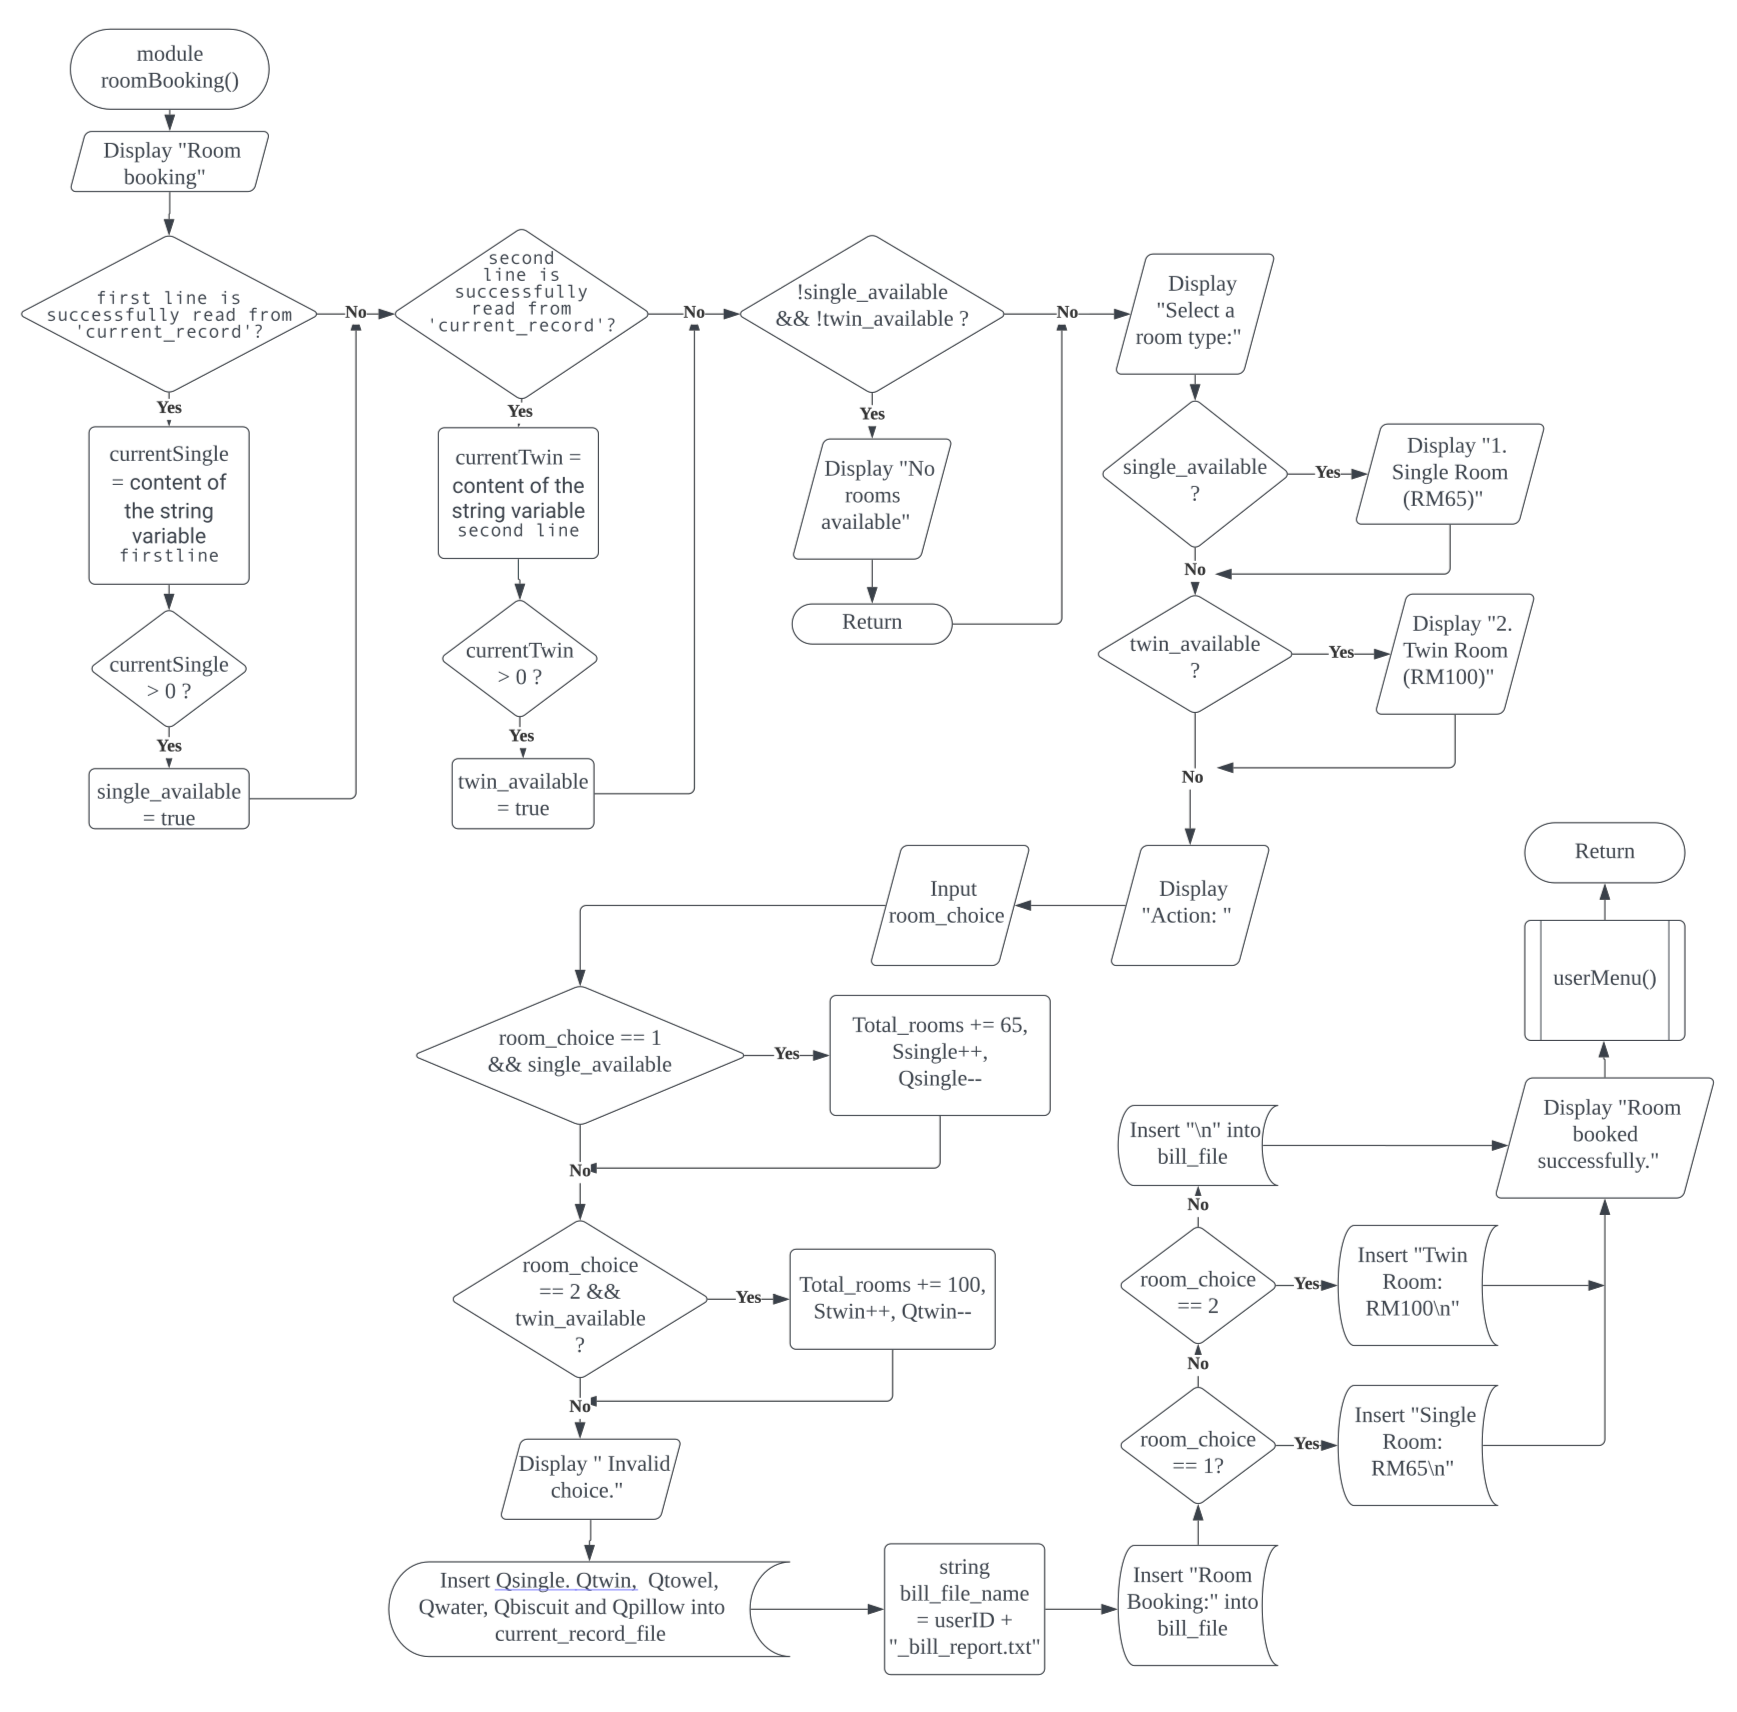 module
roomBooking()
Display "Room
booking"
first line is
successfully read from
'current_record'?
No
Yes
currentSingle
= content of
the string
variable
firstline
currentSingle
> 0 ?
Yes
single_available
= true
second
line is
successfully
read from
'current_record'?
No
Yes
currentTwin =
content of the
string variable
second line
currentTwin
> 0 ?
Yes
twin_available
= true
!single_available
&& !twin_available ?
No
Yes
Display "No
rooms
available"
Return
Display
"Select a
room type:"
single_available
?
Yes
Display "1.
Single Room
(RM65)"
No
twin_available
?
Yes
Display "2.
Twin Room
(RM100)"
No
Display
"Action: "
Input
room_choice
room_choice == 1
&& single_available
Yes
Total_rooms += 65,
Ssingle++,
Qsingle--
No
room_choice
== 2 &&
twin_available
?
Yes
Total_rooms += 100,
Stwin++, Qtwin--
No
Display " Invalid
choice."
Insert Qsingle. Qtwin, Qtowel,
Qwater, Qbiscuit and Qpillow into
current_record_file
string
bill_file_name
= userID +
"_bill_report.txt"
Insert "Room
Booking:" into
bill_file
room_choice
== 1?
Yes
Insert "Single
Room:
RM65\n"
No
room_choice
== 2
Yes
Insert "Twin
Room:
RM100\n"
No
Insert "\n" into
bill_file
Display "Room
booked
successfully."
userMenu()
Return